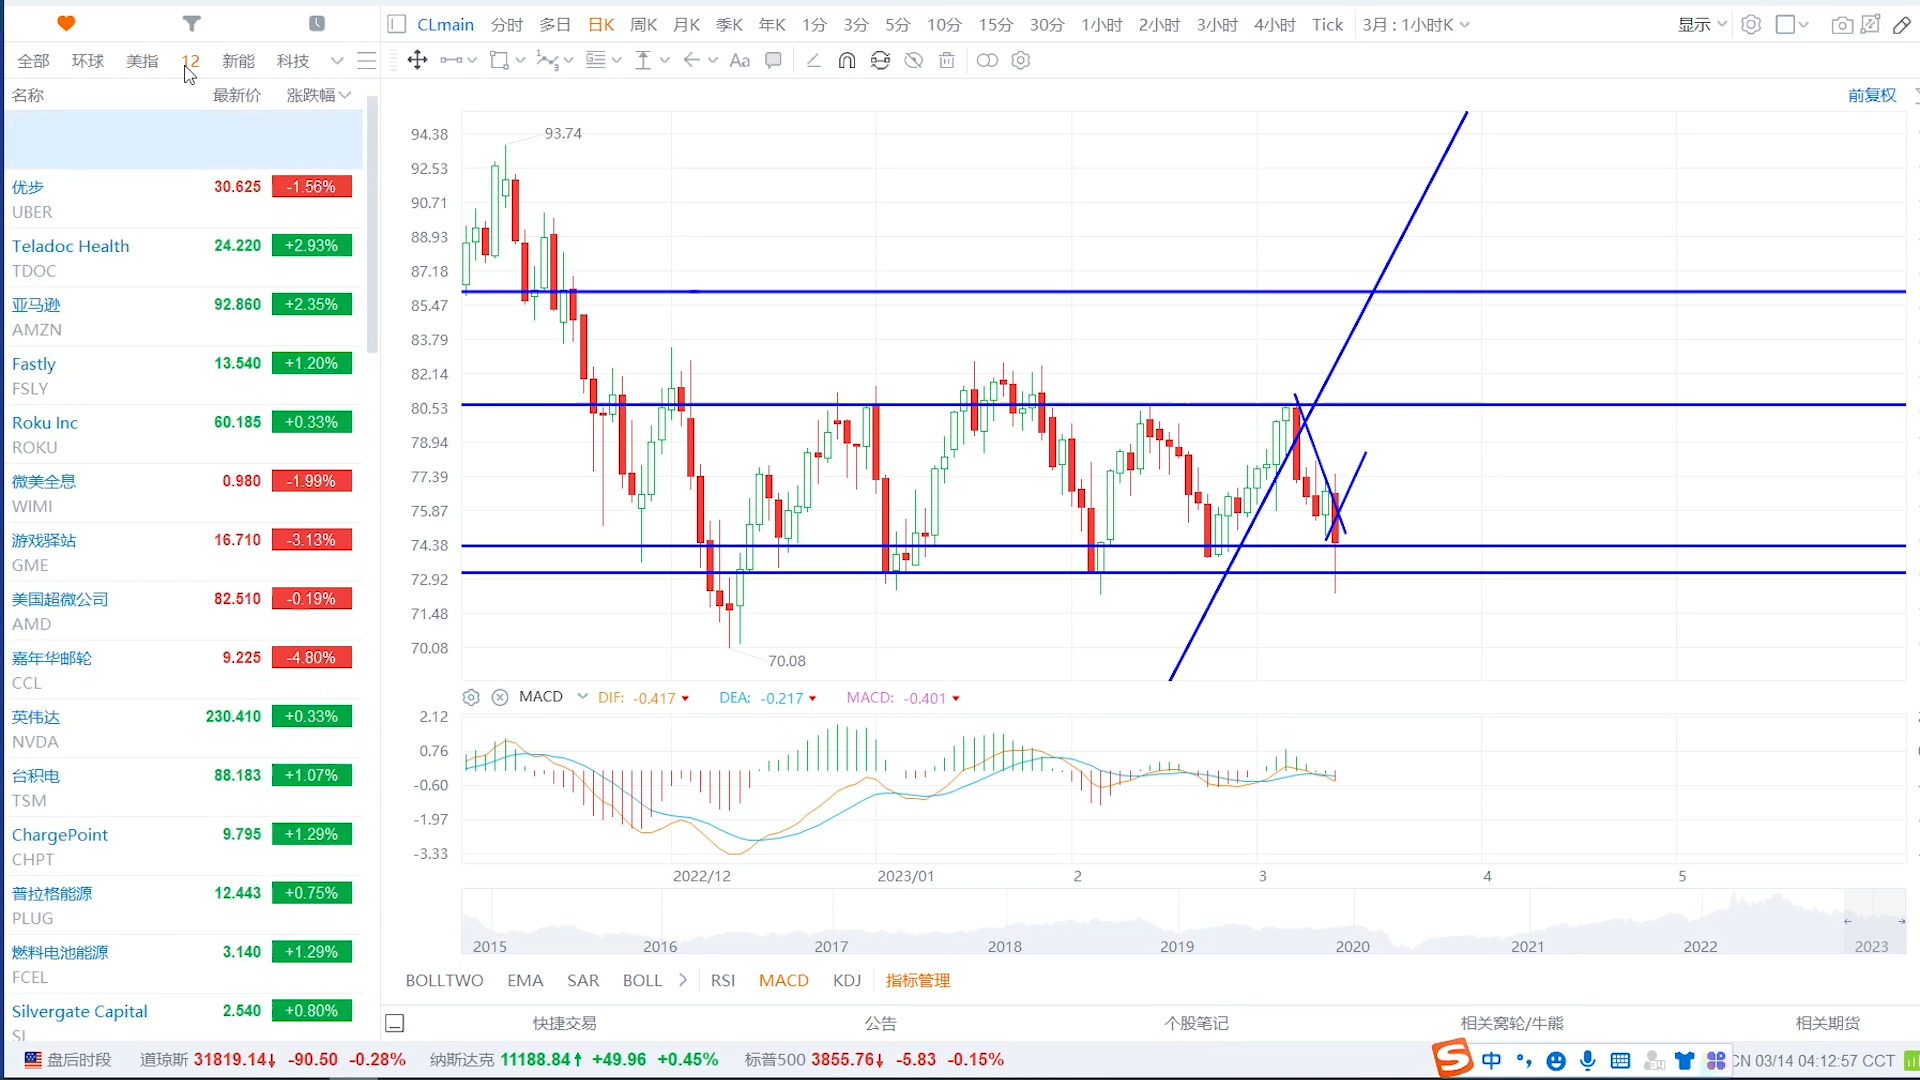 CLmain 分时 多日 日K 周K 月K 季K 年K 1分 3分 5分 10分 15分 30分 1小时 2小时 3小时 4小时 Tick 3月 : 1小时K 显示
全部 环球 美指 12 新能 科技
Aa
名称 最新价 涨跌幅
前复权
优步 30.625 -1.56%
UBER
Teladoc Health 24.220 +2.93%
TDOC
亚马逊 92.860 +2.35%
AMZN
Fastly 13.540 +1.20%
FSLY
Roku Inc 60.185 +0.33%
ROKU
微美全息 0.980 -1.99%
WIMI
游戏驿站 16.710 -3.13%
GME
美国超微公司 82.510 -0.19%
AMD
嘉年华邮轮 9.225 -4.80%
CCL
英伟达 230.410 +0.33%
NVDA
台积电 88.183 +1.07%
TSM
ChargePoint 9.795 +1.29%
CHPT
普拉格能源 12.443 +0.75%
PLUG
燃料电池能源 3.140 +1.29%
FCEL
Silvergate Capital 2.540 +0.80%
SI
94.38
92.53
90.71
88.93
87.18
85.47
83.79
82.14
80.53
78.94
77.39
75.87
74.38
72.92
71.48
70.08
93.74
70.08
MACD DIF: -0.417 DEA: -0.217 MACD: -0.401
2.12
0.76
-0.60
-1.97
-3.33
2022/12 2023/01 2 3 4 5
2015 2016 2017 2018 2019 2020 2021 2022 2023
BOLLTWO EMA SAR BOLL RSI MACD KDJ 指标管理
快捷交易 公告 个股笔记 相关窝轮/牛熊 相关期货
盘后时段 道琼斯 31819.14↓ -90.50 -0.28% 纳斯达克 11188.84↑ +49.96 +0.45% 标普500 3855.76↓ -5.83 -0.15%
中
CN 03/14 04:12:57 CCT